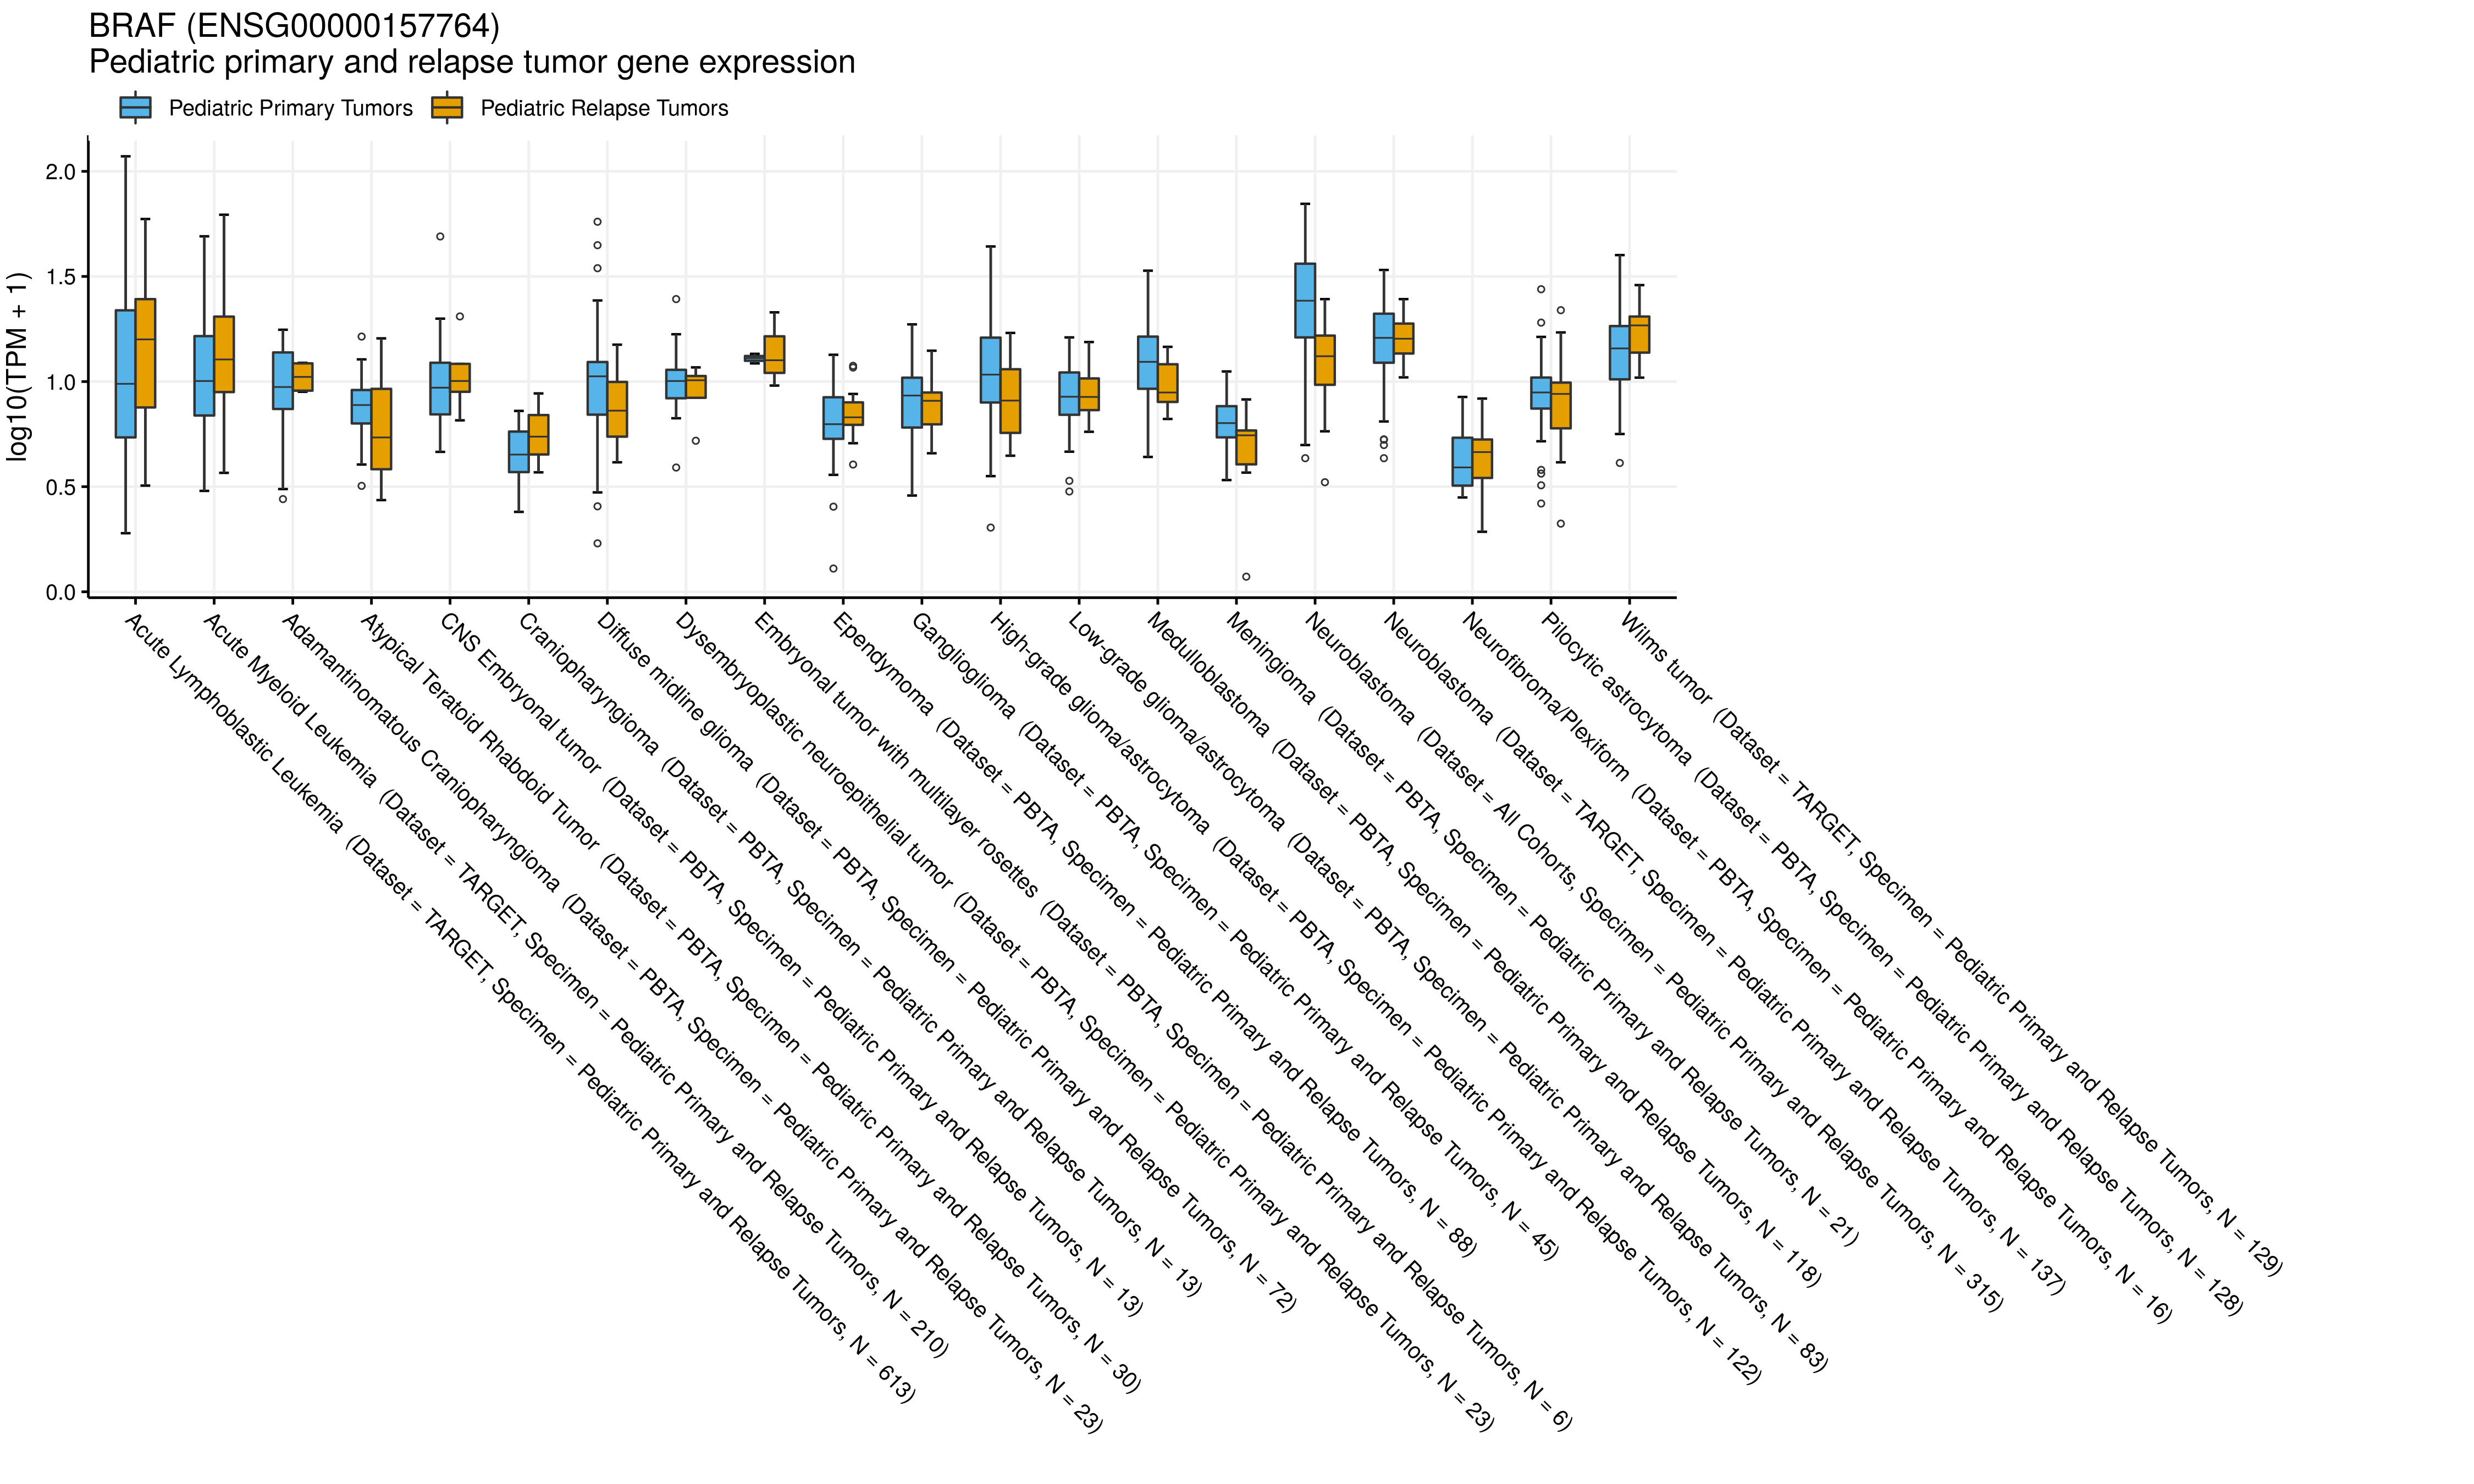 BRAF (ENSG00000157764)
Pediatric primary and relapse tumor gene expression
Pediatric Primary Tumors
Pediatric Relapse Tumors
log10(TPM + 1)
2.0
1.5
1.0
0.5
0.0
Acute Lymphoblastic Leukemia (Dataset = TARGET, Specimen = Pediatric Primary and Relapse Tumors, N = 613)
Acute Myeloid Leukemia (Dataset = TARGET, Specimen = Pediatric Primary and Relapse Tumors, N = 210)
Adamantinomatous Craniopharyngioma (Dataset = PBTA, Specimen = Pediatric Primary and Relapse Tumors, N = 23)
Atypical Teratoid Rhabdoid Tumor (Dataset = PBTA, Specimen = Pediatric Primary and Relapse Tumors, N = 30)
CNS Embryonal tumor (Dataset = PBTA, Specimen = Pediatric Primary and Relapse Tumors, N = 13)
Craniopharyngioma (Dataset = PBTA, Specimen = Pediatric Primary and Relapse Tumors, N = 13)
Diffuse midline glioma (Dataset = PBTA, Specimen = Pediatric Primary and Relapse Tumors, N = 72)
Dysembryoplastic neuroepithelial tumor (Dataset = PBTA, Specimen = Pediatric Primary and Relapse Tumors, N = 23)
Embryonal tumor with multilayer rosettes (Dataset = PBTA, Specimen = Pediatric Primary and Relapse Tumors, N = 6)
Ependymoma (Dataset = PBTA, Specimen = Pediatric Primary and Relapse Tumors, N = 88)
Ganglioglioma (Dataset = PBTA, Specimen = Pediatric Primary and Relapse Tumors, N = 45)
High-grade glioma/astrocytoma (Dataset = PBTA, Specimen = Pediatric Primary and Relapse Tumors, N = 122)
Low-grade glioma/astrocytoma (Dataset = PBTA, Specimen = Pediatric Primary and Relapse Tumors, N = 83)
Medulloblastoma (Dataset = PBTA, Specimen = Pediatric Primary and Relapse Tumors, N = 118)
Meningioma (Dataset = PBTA, Specimen = Pediatric Primary and Relapse Tumors, N = 21)
Neuroblastoma (Dataset = All Cohorts, Specimen = Pediatric Primary and Relapse Tumors, N = 315)
Neuroblastoma (Dataset = TARGET, Specimen = Pediatric Primary and Relapse Tumors, N = 137)
Neurofibroma/Plexiform (Dataset = PBTA, Specimen = Pediatric Primary and Relapse Tumors, N = 16)
Pilocytic astrocytoma (Dataset = PBTA, Specimen = Pediatric Primary and Relapse Tumors, N = 128)
Wilms tumor (Dataset = TARGET, Specimen = Pediatric Primary and Relapse Tumors, N = 129)